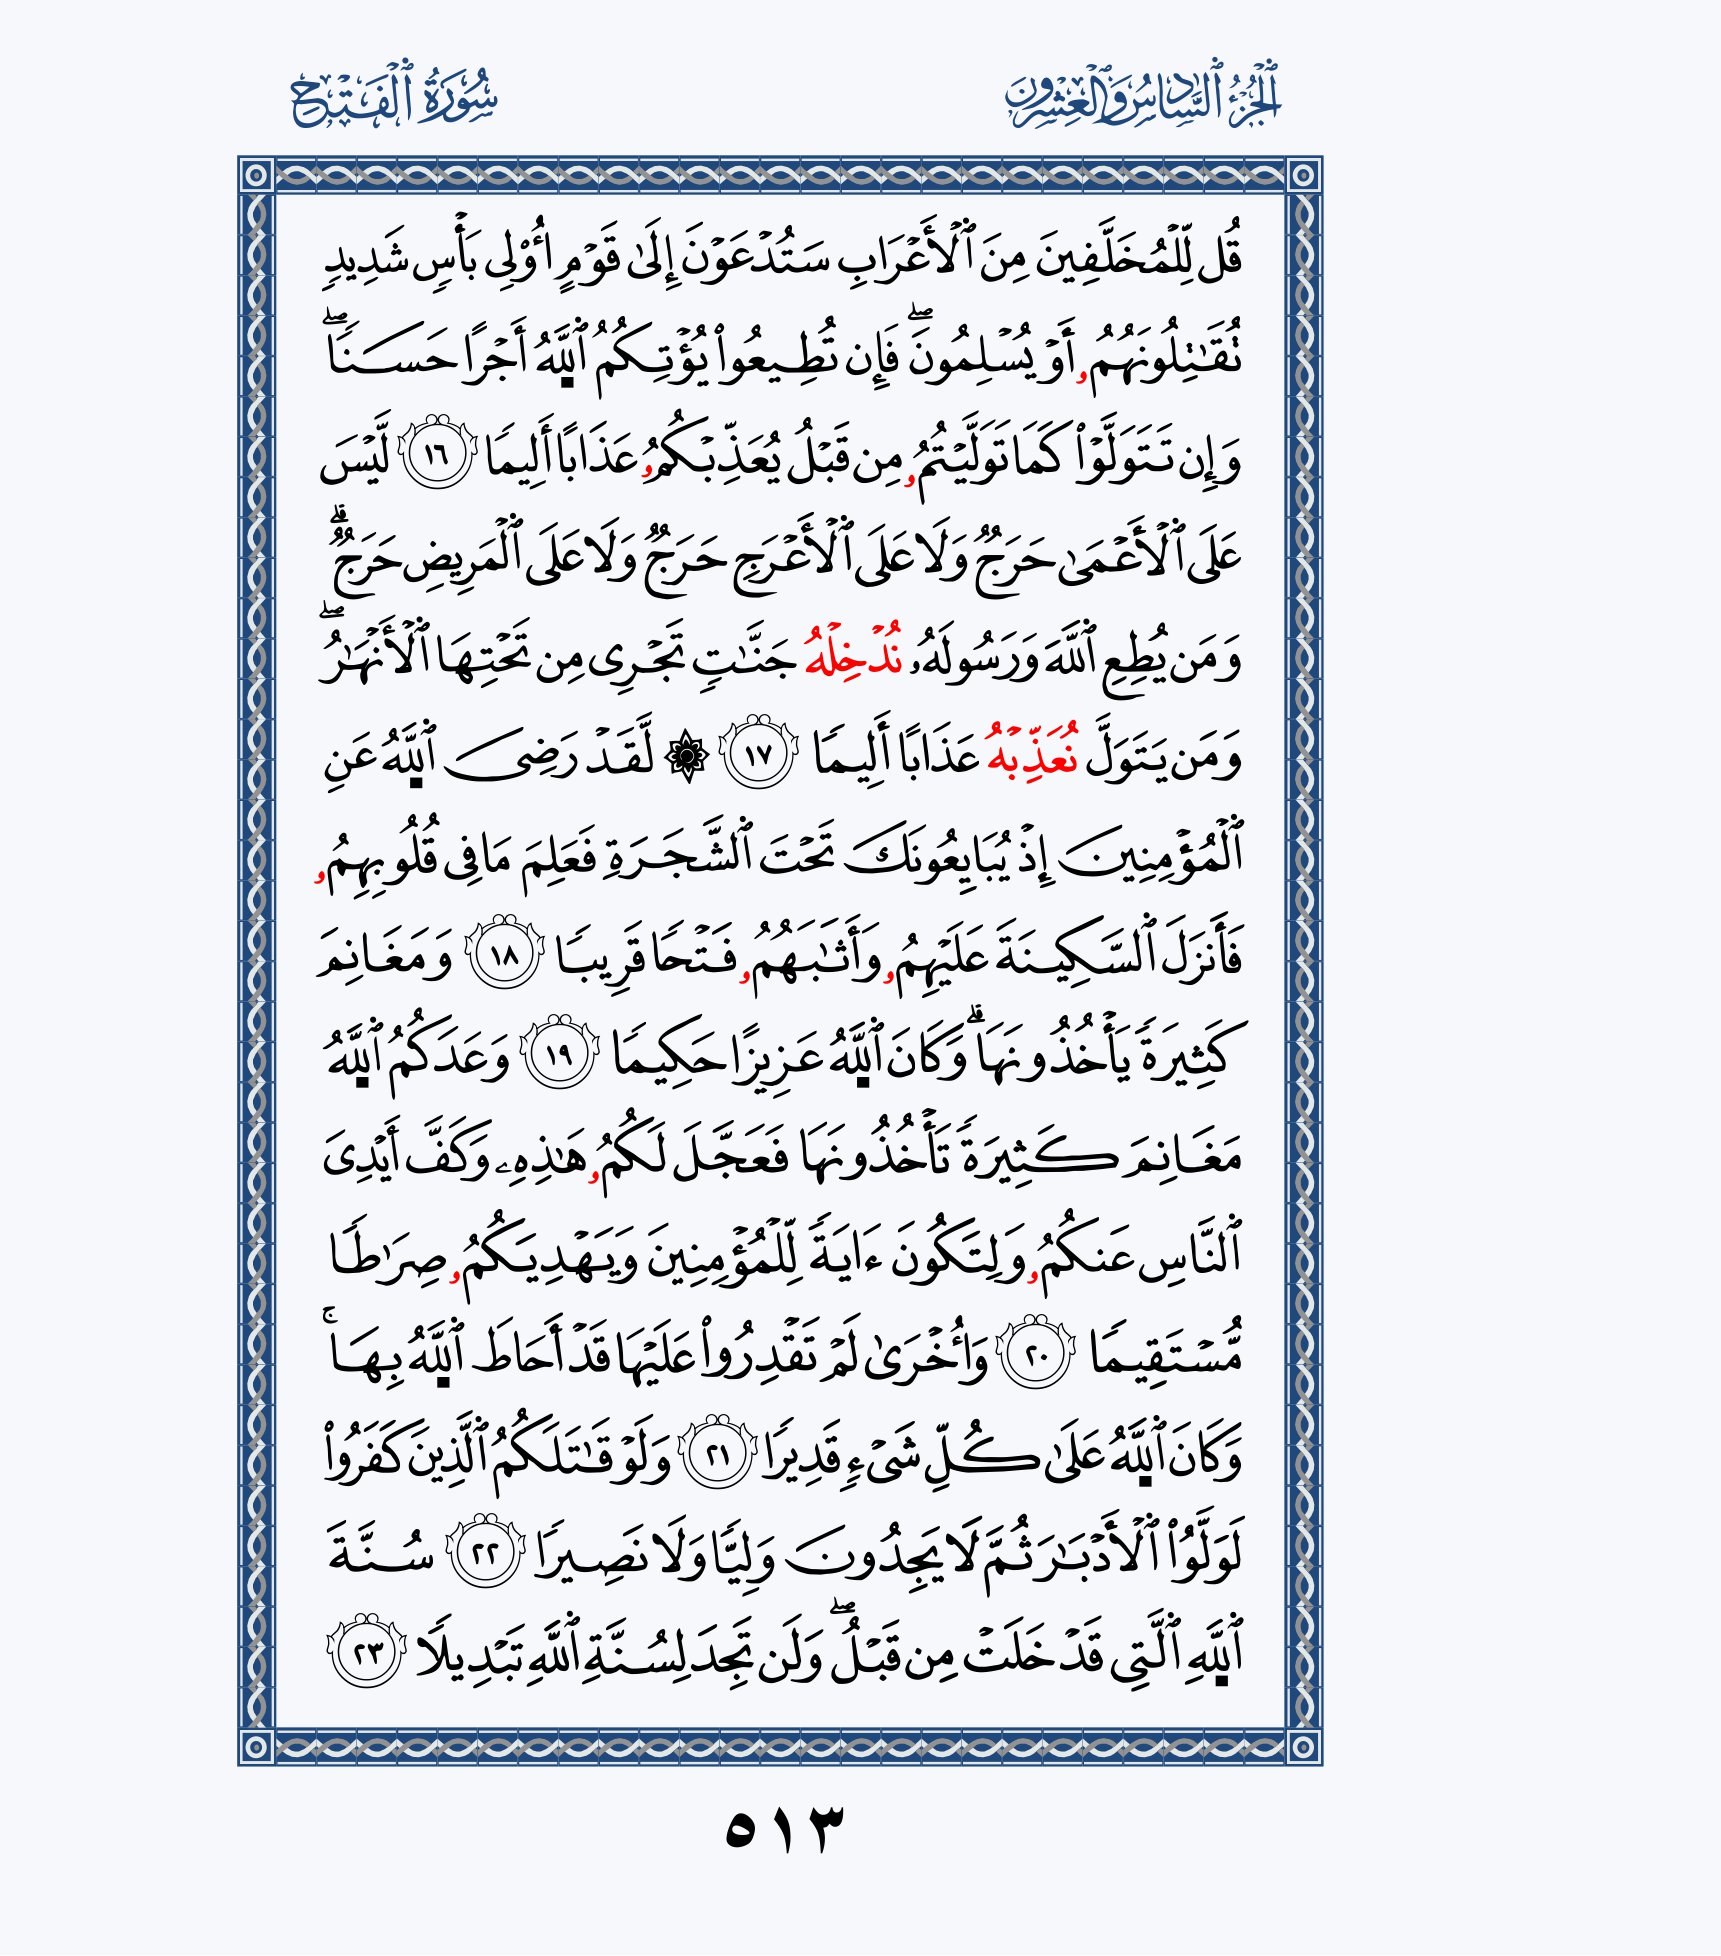 الجُزْءُ ٱلسَّادِسُ وَٱلْعِشْرُونَ
سُورَةُ ٱلْفَتْحِ
قُل لِّلْمُخَلَّفِينَ مِنَ ٱلْأَعْرَابِ سَتُدْعَوْنَ إِلَىٰ قَوْمٍ أُو۟لِى بَأْسٍ شَدِيدٍ
تُقَـٰتِلُونَهُمُۥ أَوْ يُسْلِمُونَ ۖ فَإِن تُطِيعُوا۟ يُؤْتِكُمُ ٱللَّهُ أَجْرًا حَسَنًا ۖ
وَإِن تَتَوَلَّوْا۟ كَمَا تَوَلَّيْتُمُۥ مِن قَبْلُ يُعَذِّبْكُمُۥ عَذَابًا أَلِيمًا ١٦ لَّيْسَ
عَلَى ٱلْأَعْمَىٰ حَرَجٌ وَلَا عَلَى ٱلْأَعْرَجِ حَرَجٌ وَلَا عَلَى ٱلْمَرِيضِ حَرَجٌ ۗ
وَمَن يُطِعِ ٱللَّهَ وَرَسُولَهُۥ نُدْخِلْهُ جَنَّـٰتٍ تَجْرِى مِن تَحْتِهَا ٱلْأَنْهَـٰرُ ۖ
وَمَن يَتَوَلَّ نُعَذِّبْهُ عَذَابًا أَلِيمًا ١٧ ۞ لَّقَدْ رَضِىَ ٱللَّهُ عَنِ
ٱلْمُؤْمِنِينَ إِذْ يُبَايِعُونَكَ تَحْتَ ٱلشَّجَرَةِ فَعَلِمَ مَا فِى قُلُوبِهِمُۥ
فَأَنزَلَ ٱلسَّكِينَةَ عَلَيْهِمُۥ وَأَثَـٰبَهُمُۥ فَتْحًا قَرِيبًا ١٨ وَمَغَانِمَ
كَثِيرَةً يَأْخُذُونَهَا ۗ وَكَانَ ٱللَّهُ عَزِيزًا حَكِيمًا ١٩ وَعَدَكُمُ ٱللَّهُ
مَغَانِمَ كَثِيرَةً تَأْخُذُونَهَا فَعَجَّلَ لَكُمُۥ هَـٰذِهِۦ وَكَفَّ أَيْدِىَ
ٱلنَّاسِ عَنكُمُۥ وَلِتَكُونَ ءَايَةً لِّلْمُؤْمِنِينَ وَيَهْدِيَكُمُۥ صِرَٰطًا
مُّسْتَقِيمًا ٢٠ وَأُخْرَىٰ لَمْ تَقْدِرُوا۟ عَلَيْهَا قَدْ أَحَاطَ ٱللَّهُ بِهَا ۚ
وَكَانَ ٱللَّهُ عَلَىٰ كُلِّ شَىْءٍ قَدِيرًا ٢١ وَلَوْ قَـٰتَلَكُمُ ٱلَّذِينَ كَفَرُوا۟
لَوَلَّوُا۟ ٱلْأَدْبَـٰرَ ثُمَّ لَا يَجِدُونَ وَلِيًّا وَلَا نَصِيرًا ٢٢ سُنَّةَ
ٱللَّهِ ٱلَّتِى قَدْ خَلَتْ مِن قَبْلُ ۖ وَلَن تَجِدَ لِسُنَّةِ ٱللَّهِ تَبْدِيلًا ٢٣
٥١٣